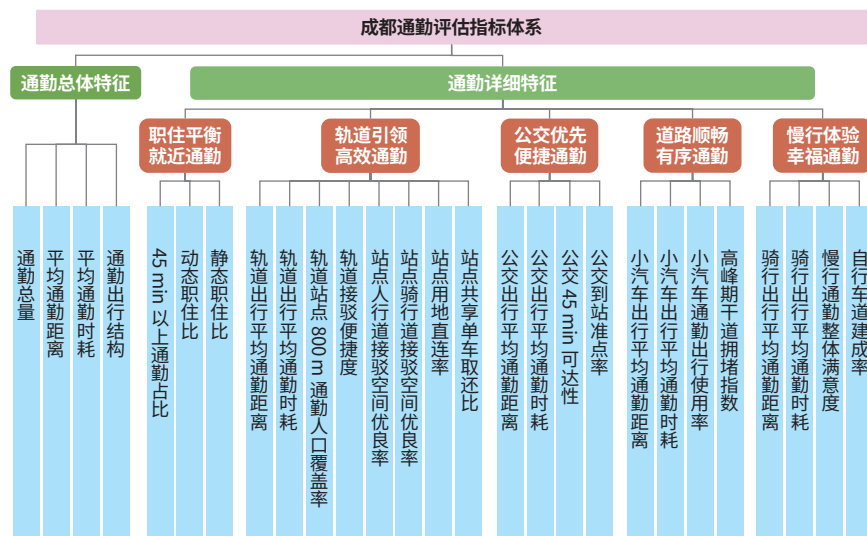 成都通勤评估指标体系
通勤总体特征
通勤详细特征
职住平衡
就近通勤
轨道引领
高效通勤
公交优先
便捷通勤
道路顺畅
有序通勤
慢行体验
幸福通勤
通勤总量
平均通勤距离
平均通勤时耗
通勤出行结构
45 min 以上通勤占比
动态职住比
静态职住比
轨道出行平均通勤距离
轨道出行平均通勤时耗
轨道站点 800 m 通勤人口覆盖率
轨道接驳便捷度
站点人行道接驳空间优良率
站点骑行道接驳空间优良率
站点用地直连率
站点共享单车取还比
公交出行平均通勤距离
公交出行平均通勤时耗
公交 45 min 可达性
公交到站准点率
小汽车出行平均通勤距离
小汽车出行平均通勤时耗
小汽车通勤出行使用率
高峰期干道拥堵指数
骑行出行平均通勤距离
骑行出行平均通勤时耗
慢行通勤整体满意度
自行车道建成率